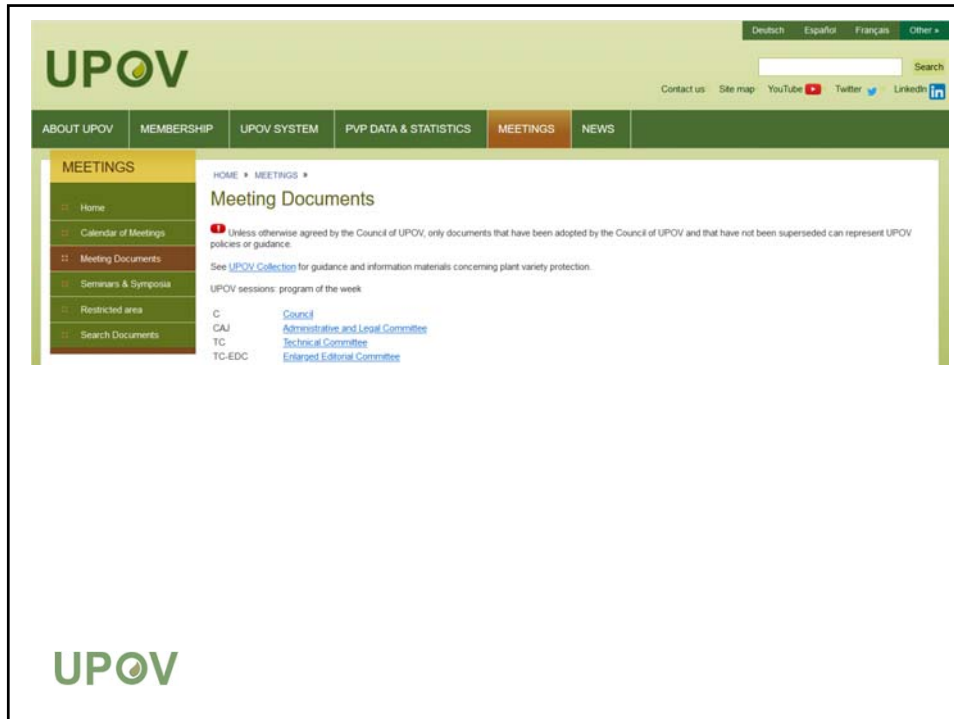 Deutsch Español Français Other »
UPOV
Search
Contact us Site map YouTube Twitter LinkedIn in
ABOUT UPOV MEMBERSHIP UPOV SYSTEM PVP DATA & STATISTICS MEETINGS NEWS
MEETINGS
Home
Calendar of Meetings
Meeting Documents
Seminars & Symposia
Restricted area
Search Documents
HOME MEETINGS
Meeting Documents
! Unless otherwise agreed by the Council of UPOV, only documents that have been adopted by the Council of UPOV and that have not been superseded can represent UPOV
policies or guidance.
See UPOV Collection for guidance and information materials concerning plant variety protection.
UPOV sessions: program of the week
C Council
CAJ Administrative and Legal Committee
TC Technical Committee
TC-EDC Enlarged Editorial Committee
UPOV